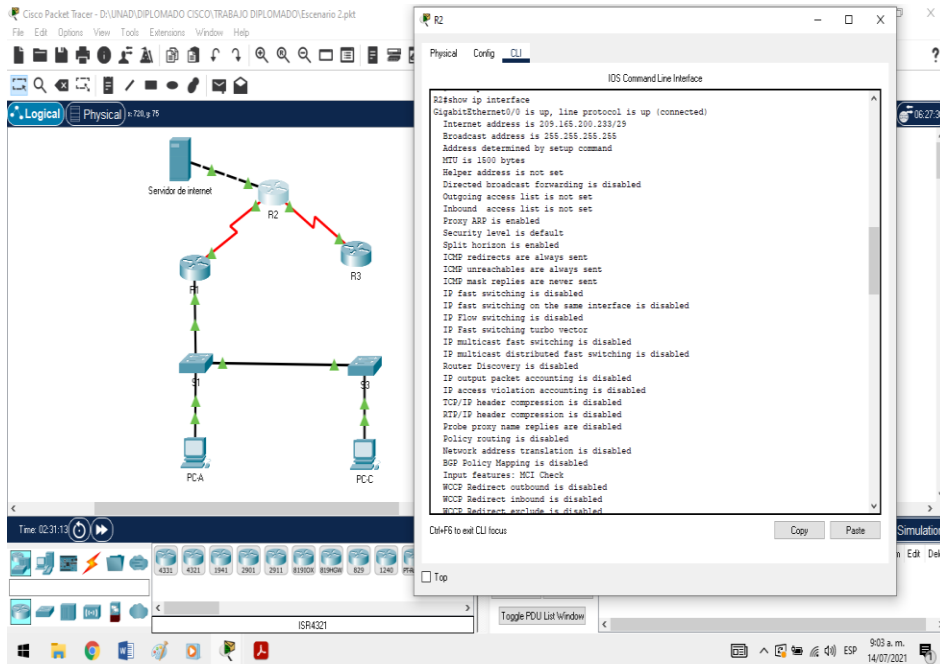 Cisco Packet Tracer - D:\UNAD\DIPLOMADO CISCO\TRABAJO DIPLOMADO\Escenario 2.pkt
File Edit Options View Tools Extensions Window Help
Logical
Physical
x: 720, y: 75
06:27:3
Servidor de internet
R2
R3
R1
S1
S3
PC-A
PC-C
Time: 02:31:13
4331 4321 1941 2901 2911 819IOX 819HGW 829 1240
ISR4321
R2
Physical Config CLI
IOS Command Line Interface
R2#show ip interface
GigabitEthernet0/0 is up, line protocol is up (connected)
Internet address is 209.165.200.233/29
Broadcast address is 255.255.255.255
Address determined by setup command
MTU is 1500 bytes
Helper address is not set
Directed broadcast forwarding is disabled
Outgoing access list is not set
Inbound  access list is not set
Proxy ARP is enabled
Security level is default
Split horizon is enabled
ICMP redirects are always sent
ICMP unreachables are always sent
ICMP mask replies are never sent
IP fast switching is disabled
IP fast switching on the same interface is disabled
IP Flow switching is disabled
IP Fast switching turbo vector
IP multicast fast switching is disabled
IP multicast distributed fast switching is disabled
Router Discovery is disabled
IP output packet accounting is disabled
IP access violation accounting is disabled
TCP/IP header compression is disabled
RTP/IP header compression is disabled
Probe proxy name replies are disabled
Policy routing is disabled
Network address translation is disabled
BGP Policy Mapping is disabled
Input features: MCI Check
WCCP Redirect outbound is disabled
WCCP Redirect inbound is disabled
WCCP Redirect exclude is disabled
Ctrl+F6 to exit CLI focus
Copy Paste
Top
Simulation
Edit Del
Toggle PDU List Window
ESP
9:03 a. m.
14/07/2021
1